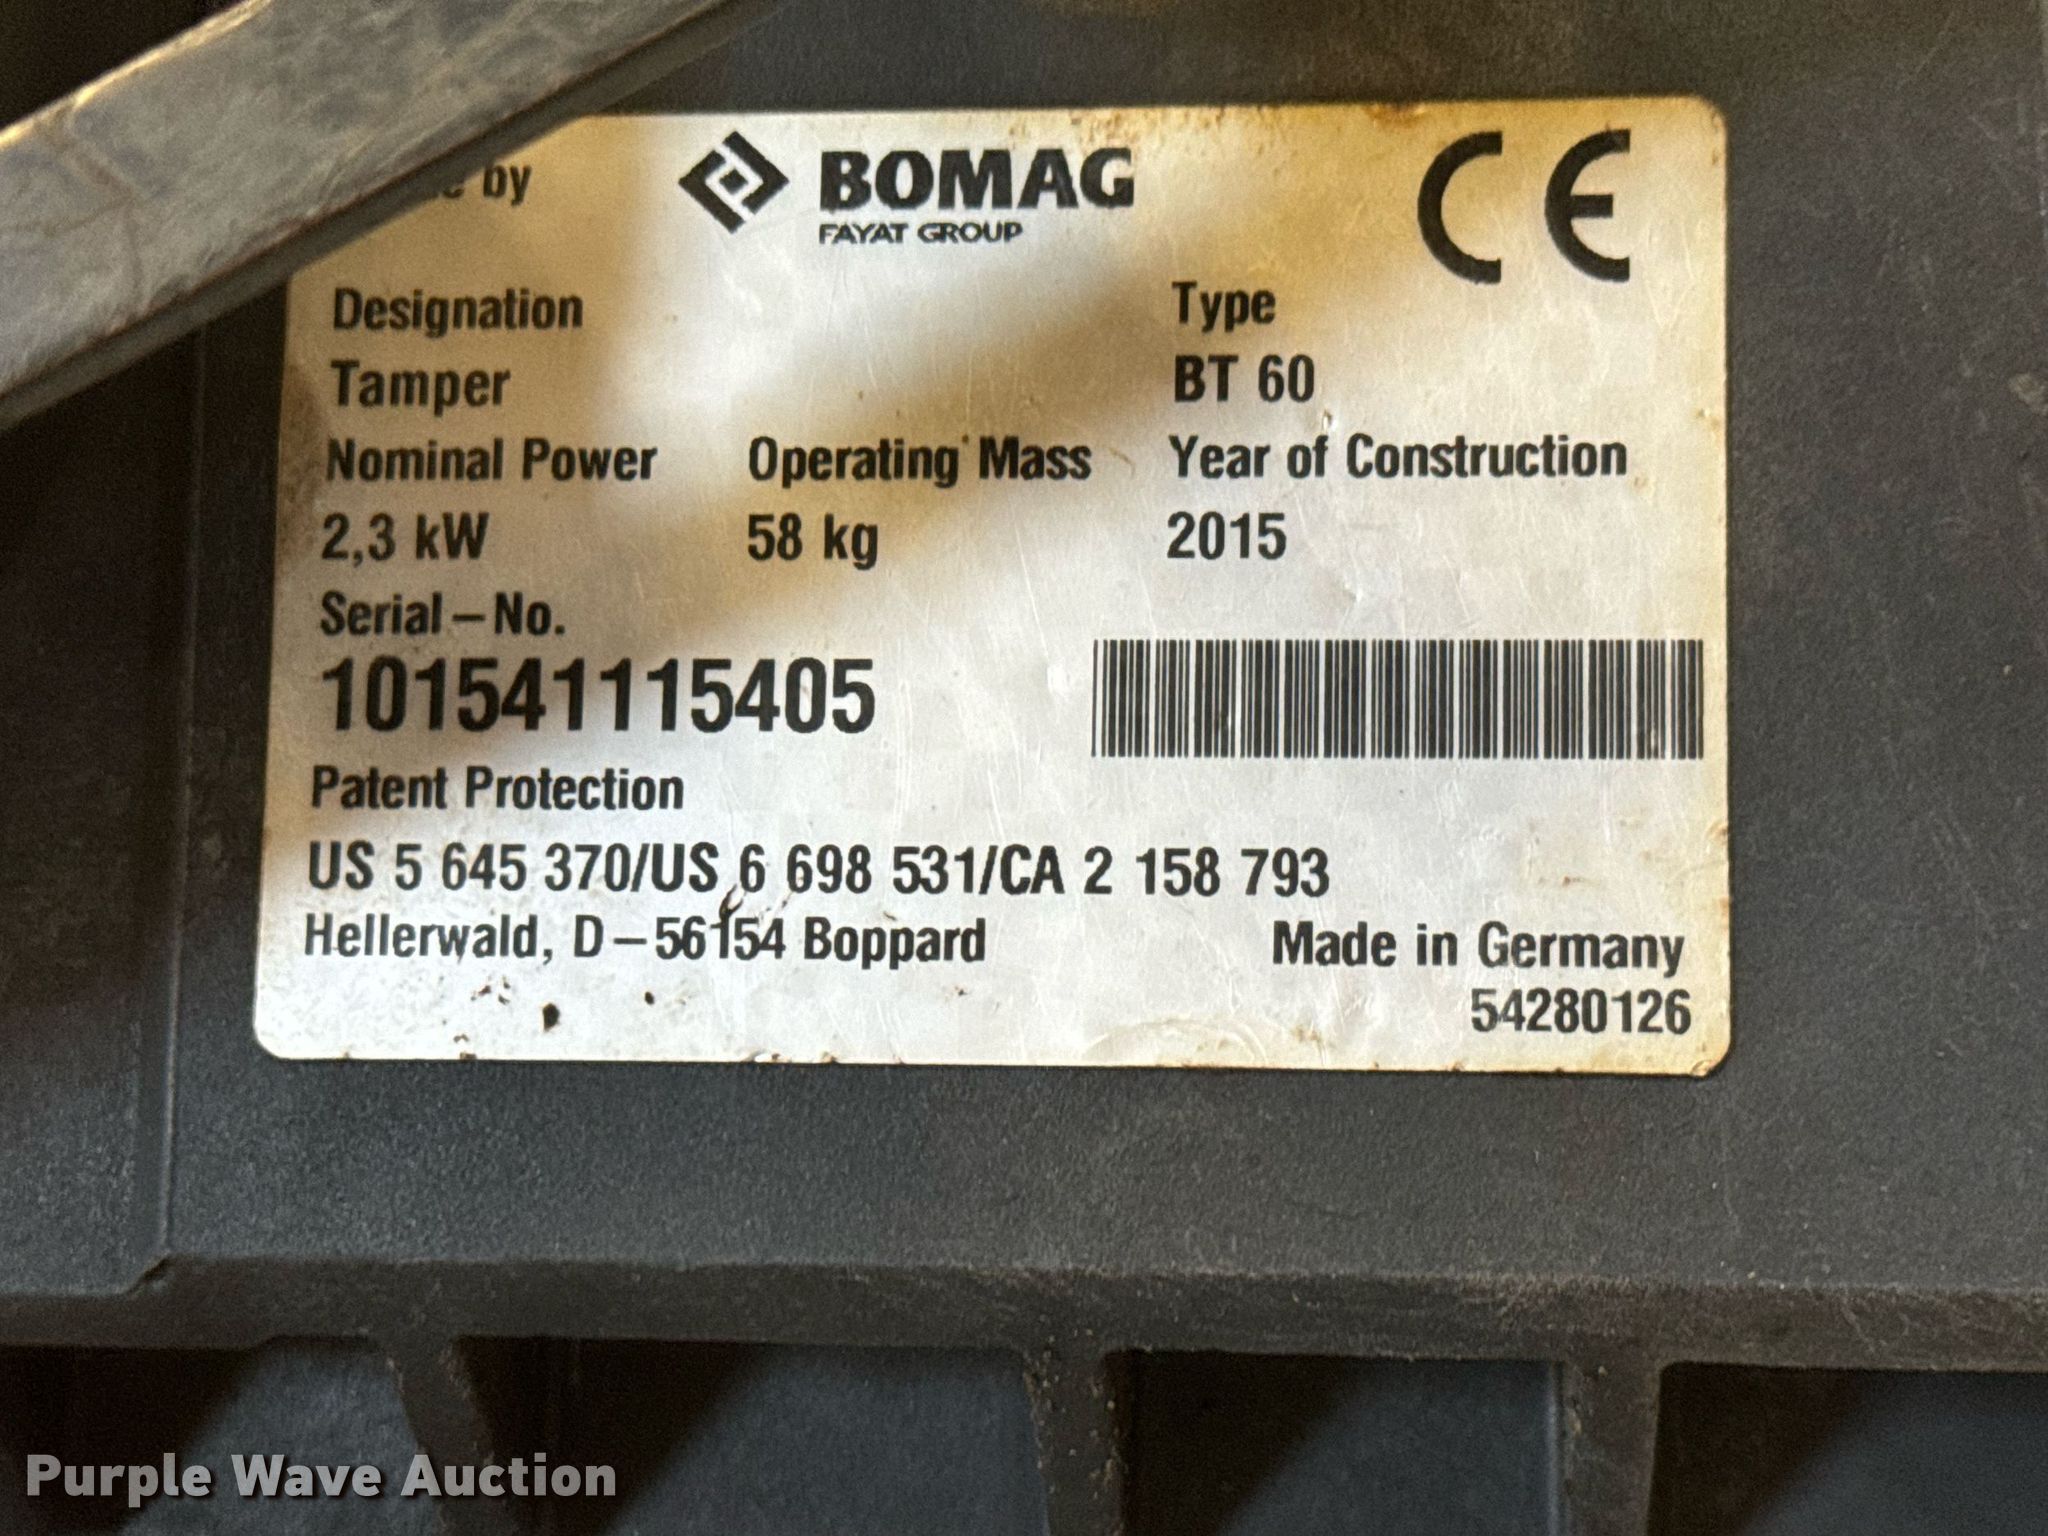 by BOMAG
FAYAT GROUP
CE
Designation Type
Tamper BT 60
Nominal Power Operating Mass Year of Construction
2,3 kW 58 kg 2015
Serial – No.
101541115405
Patent Protection
US 5 645 370/US 6 698 531/CA 2 158 793
Hellerwald, D – 56154 Boppard Made in Germany
54280126
Purple Wave Auction